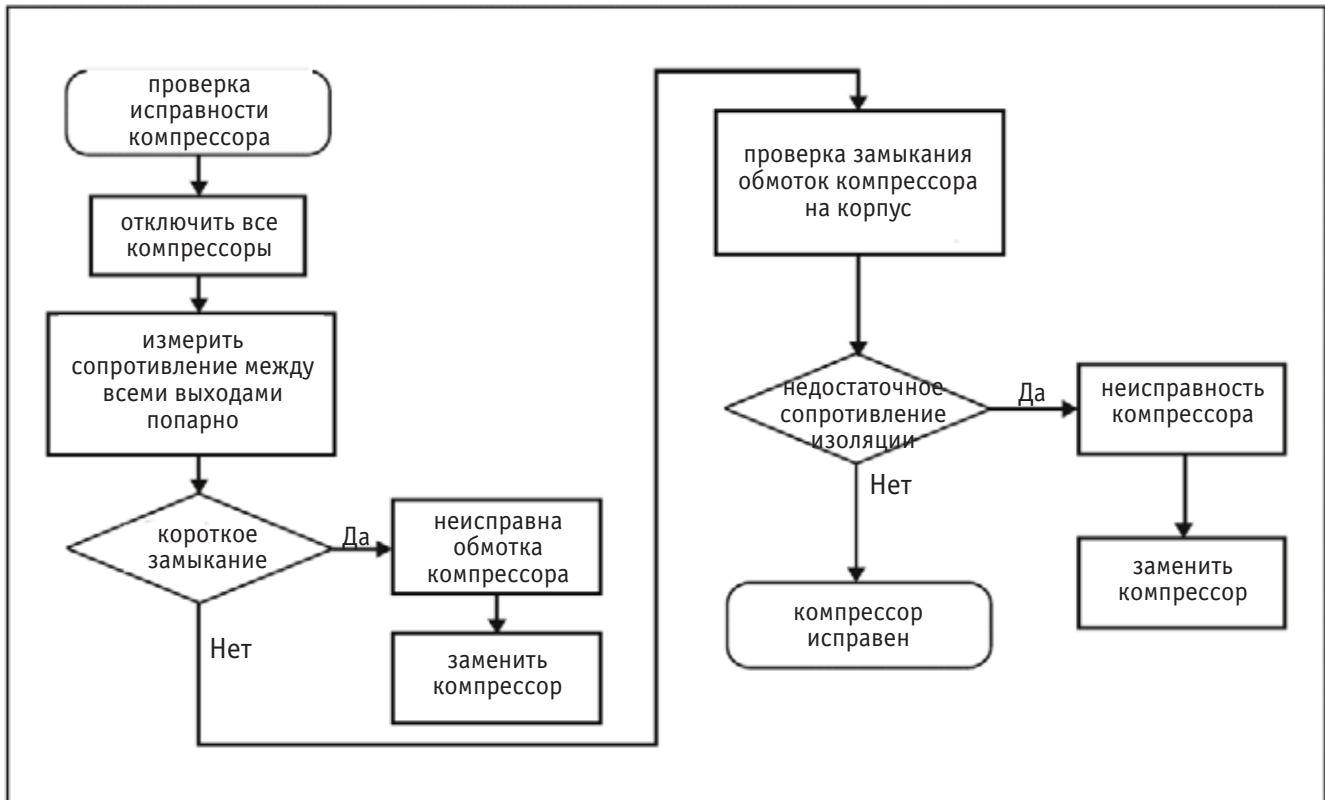 проверка
исправности
компрессора
отключить все
компрессоры
измерить
сопротивление между
всеми выходами
попарно
короткое
замыкание
Да
неисправна
обмотка
компрессора
заменить
компрессор
Нет
проверка замыкания
обмоток компрессора
на корпус
недостаточное
сопротивление
изоляции
Да
неисправность
компрессора
заменить
компрессор
Нет
компрессор
исправен